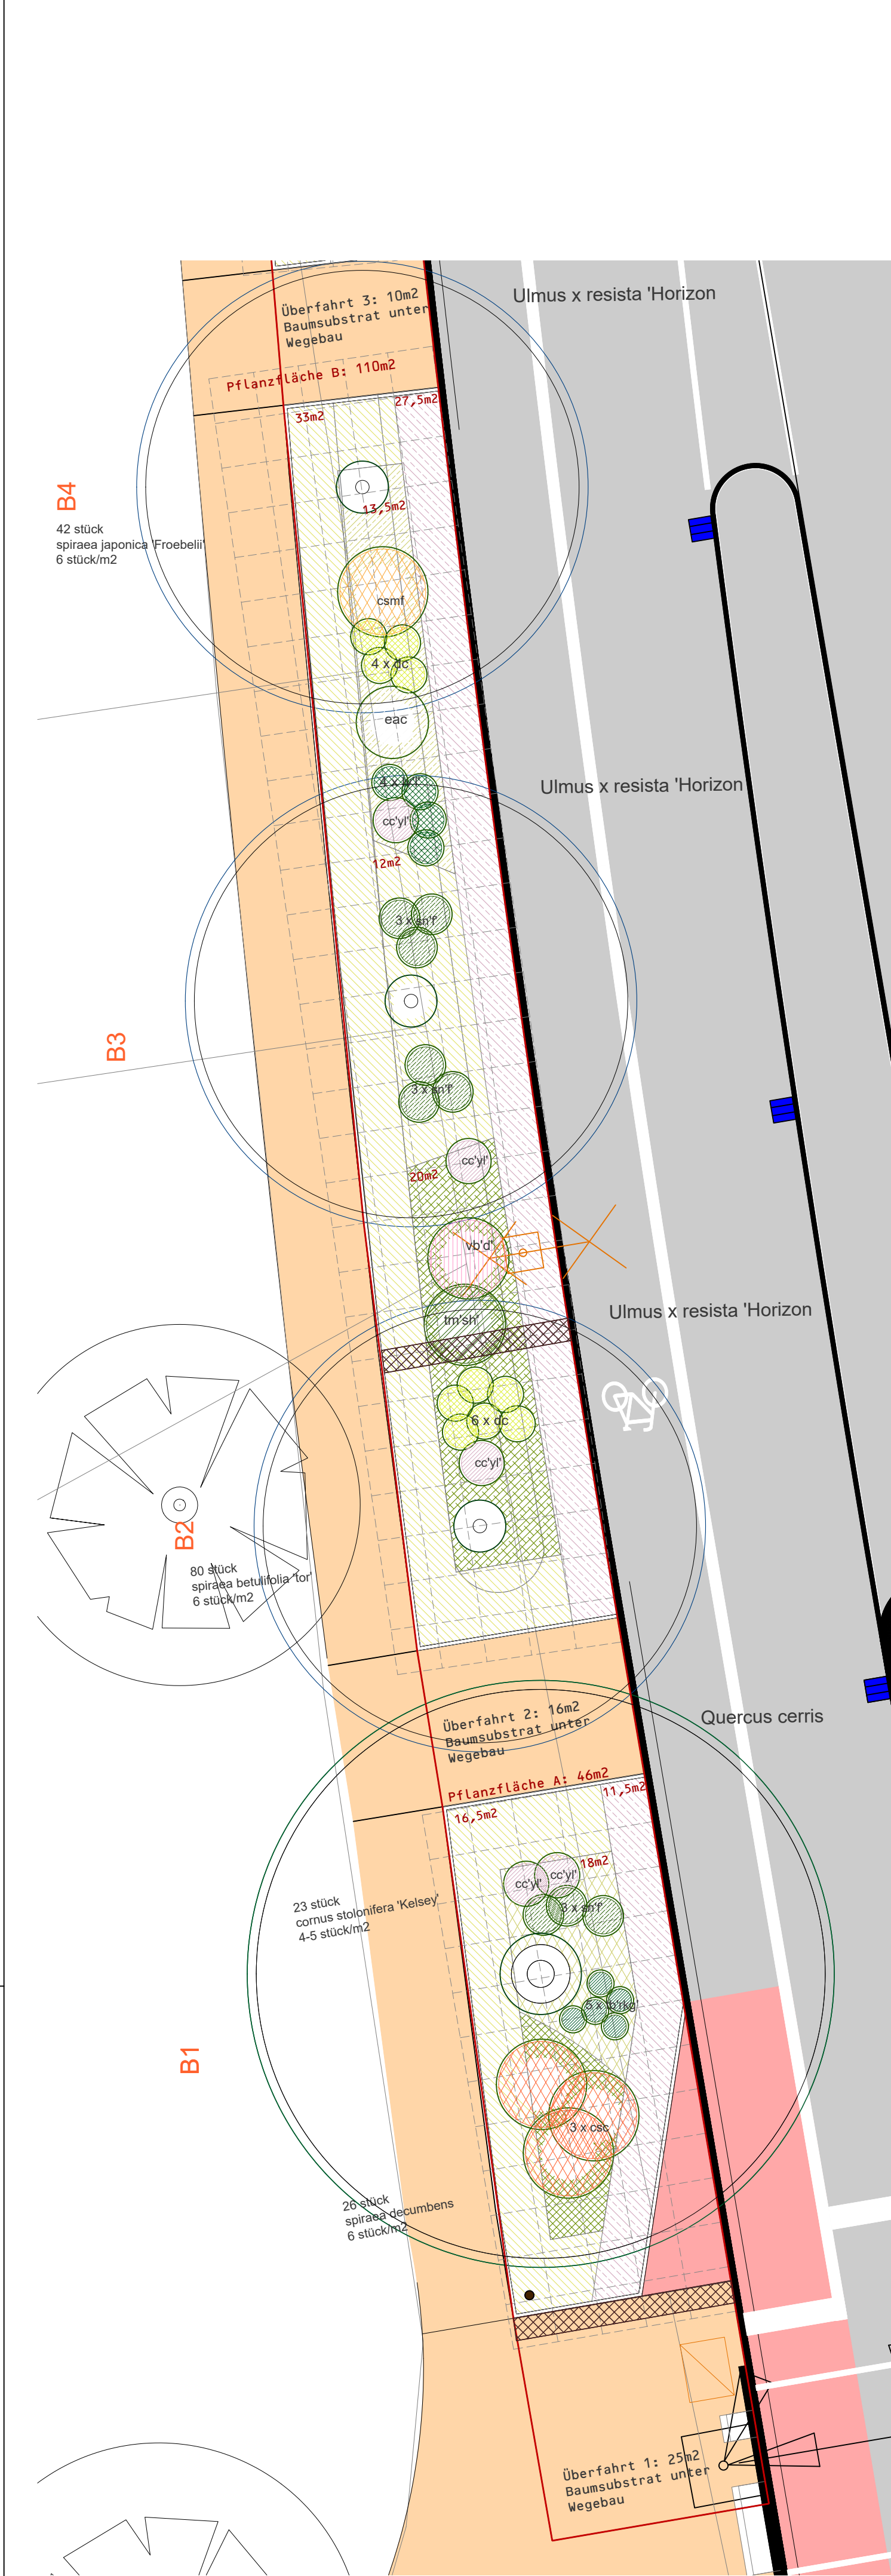 Ulmus x resista 'Horizon
Überfahrt 3: 10m2
Baumsubstrat unter
Wegebau
Pflanzfläche B: 110m2
27,5m2
33m2
B4
42 stück
spiraea japonica 'Froebelii'
6 stück/m2
13,5m2
csmf
4 x dc
eac
Ulmus x resista 'Horizon
4 x
cc'yl'
12m2
3 x sn'f'
B3
3 x sn'f'
cc'yl'
20m2
vb'd'
Ulmus x resista 'Horizon
tm'sh'
6 x dc
cc'yl'
B2
80 stück
spiraea betulifolia 'tor'
6 stück/m2
Quercus cerris
Überfahrt 2: 16m2
Baumsubstrat unter
Wegebau
Pflanzfläche A: 46m2
11,5m2
16,5m2
18m2
cc'yl'
cc'yl'
3 x sn'f'
23 stück
cornus stolonifera 'Kelsey'
4-5 stück/m2
5 x tb'rkg'
B1
3 x csc
26 stück
spiraea decumbens
6 stück/m2
Überfahrt 1: 25m2
Baumsubstrat unter
Wegebau